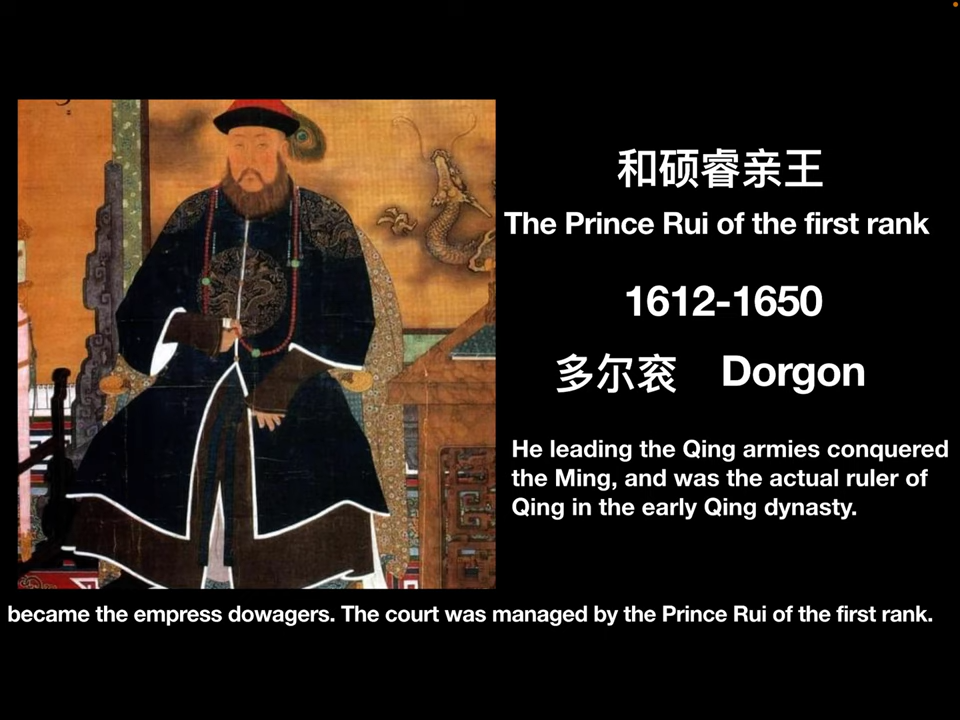 和硕睿亲王
The Prince Rui of the first rank
1612-1650
多尔衮 Dorgon
He leading the Qing armies conquered
the Ming, and was the actual ruler of
Qing in the early Qing dynasty.
became the empress dowagers. The court was managed by the Prince Rui of the first rank.